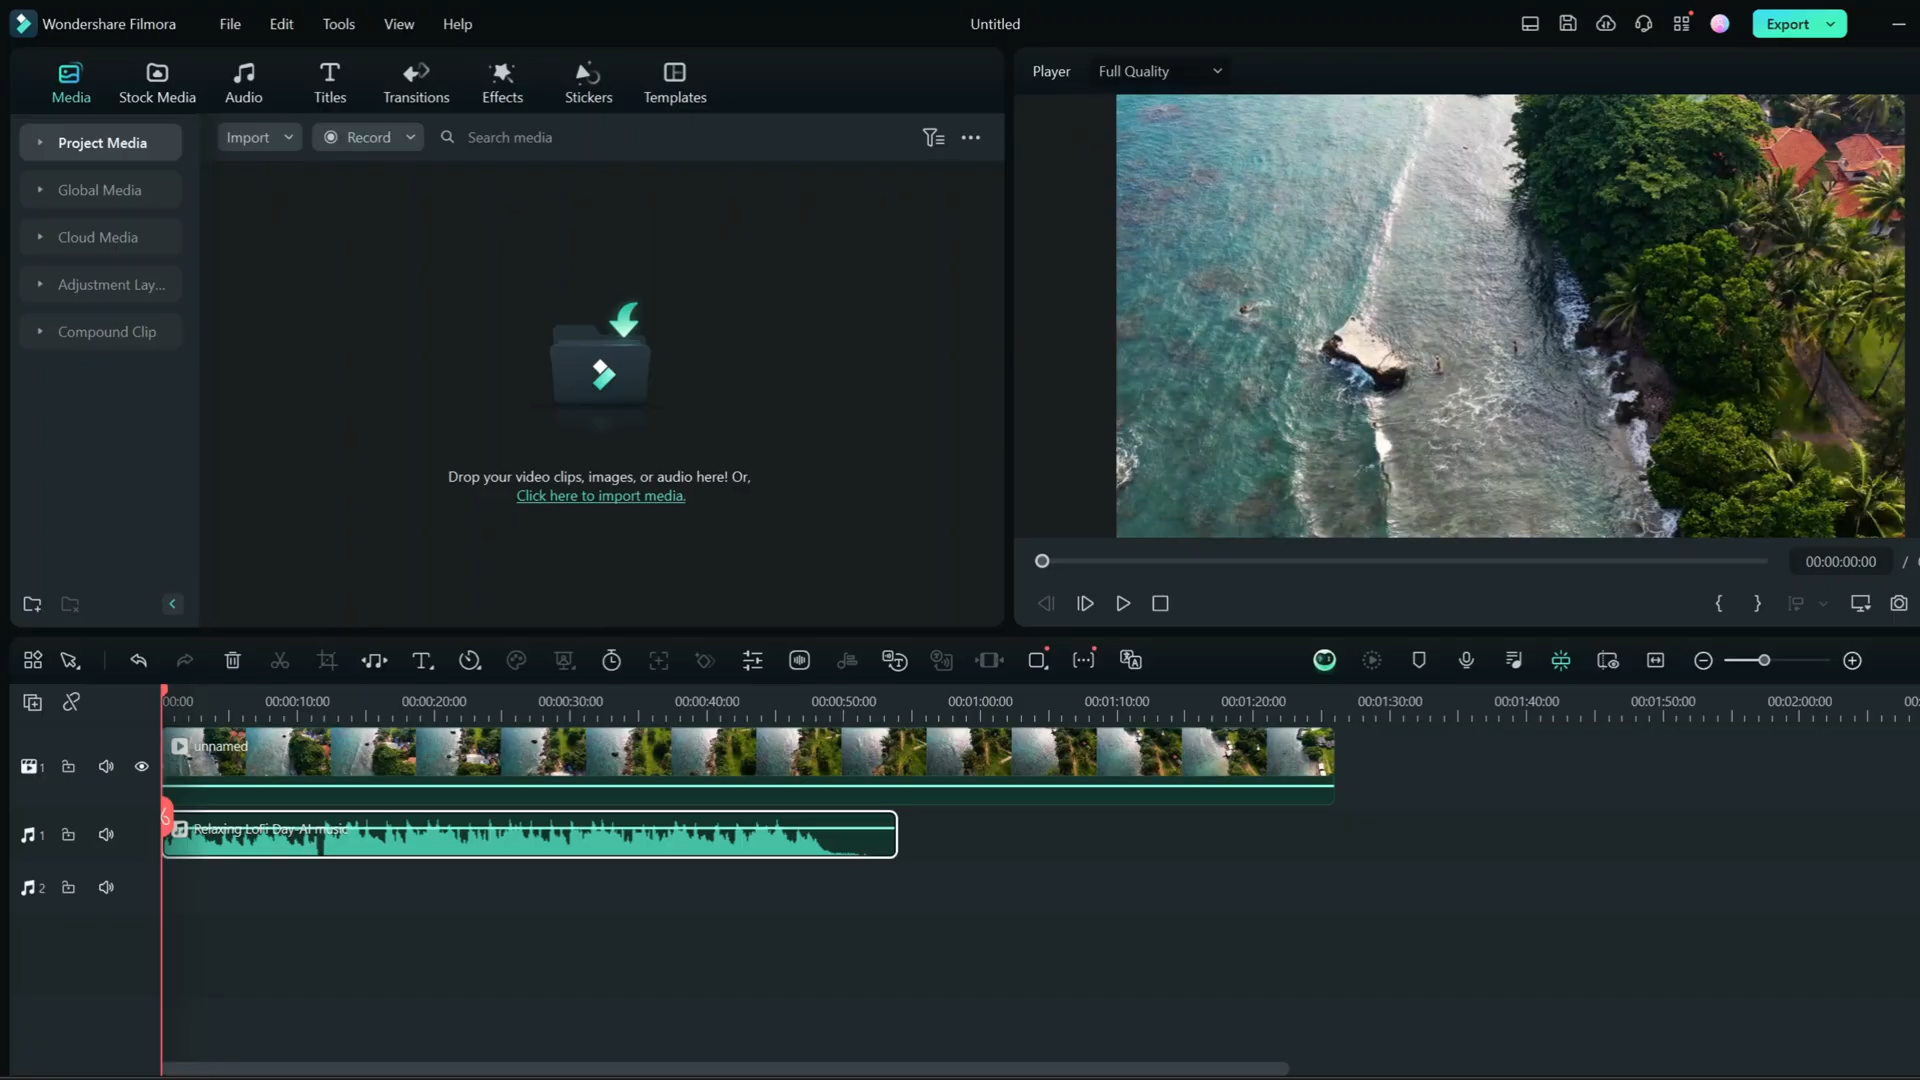 Wondershare Filmora File Edit Tools View Help Untitled Export
Media Stock Media Audio Titles Transitions Effects Stickers Templates
Player Full Quality
Project Media
Import Record Search media
Global Media
Cloud Media
Adjustment Lay...
Compound Clip
Drop your video clips, images, or audio here! Or,
Click here to import media.
00:00:00:00 /
00:00 00:00:10:00 00:00:20:00 00:00:30:00 00:00:40:00 00:00:50:00 00:01:00:00 00:01:10:00 00:01:20:00 00:01:30:00 00:01:40:00 00:01:50:00 00:02:00:00 00:
unnamed
1
Relaxing LoFi Day-AI music
1
2